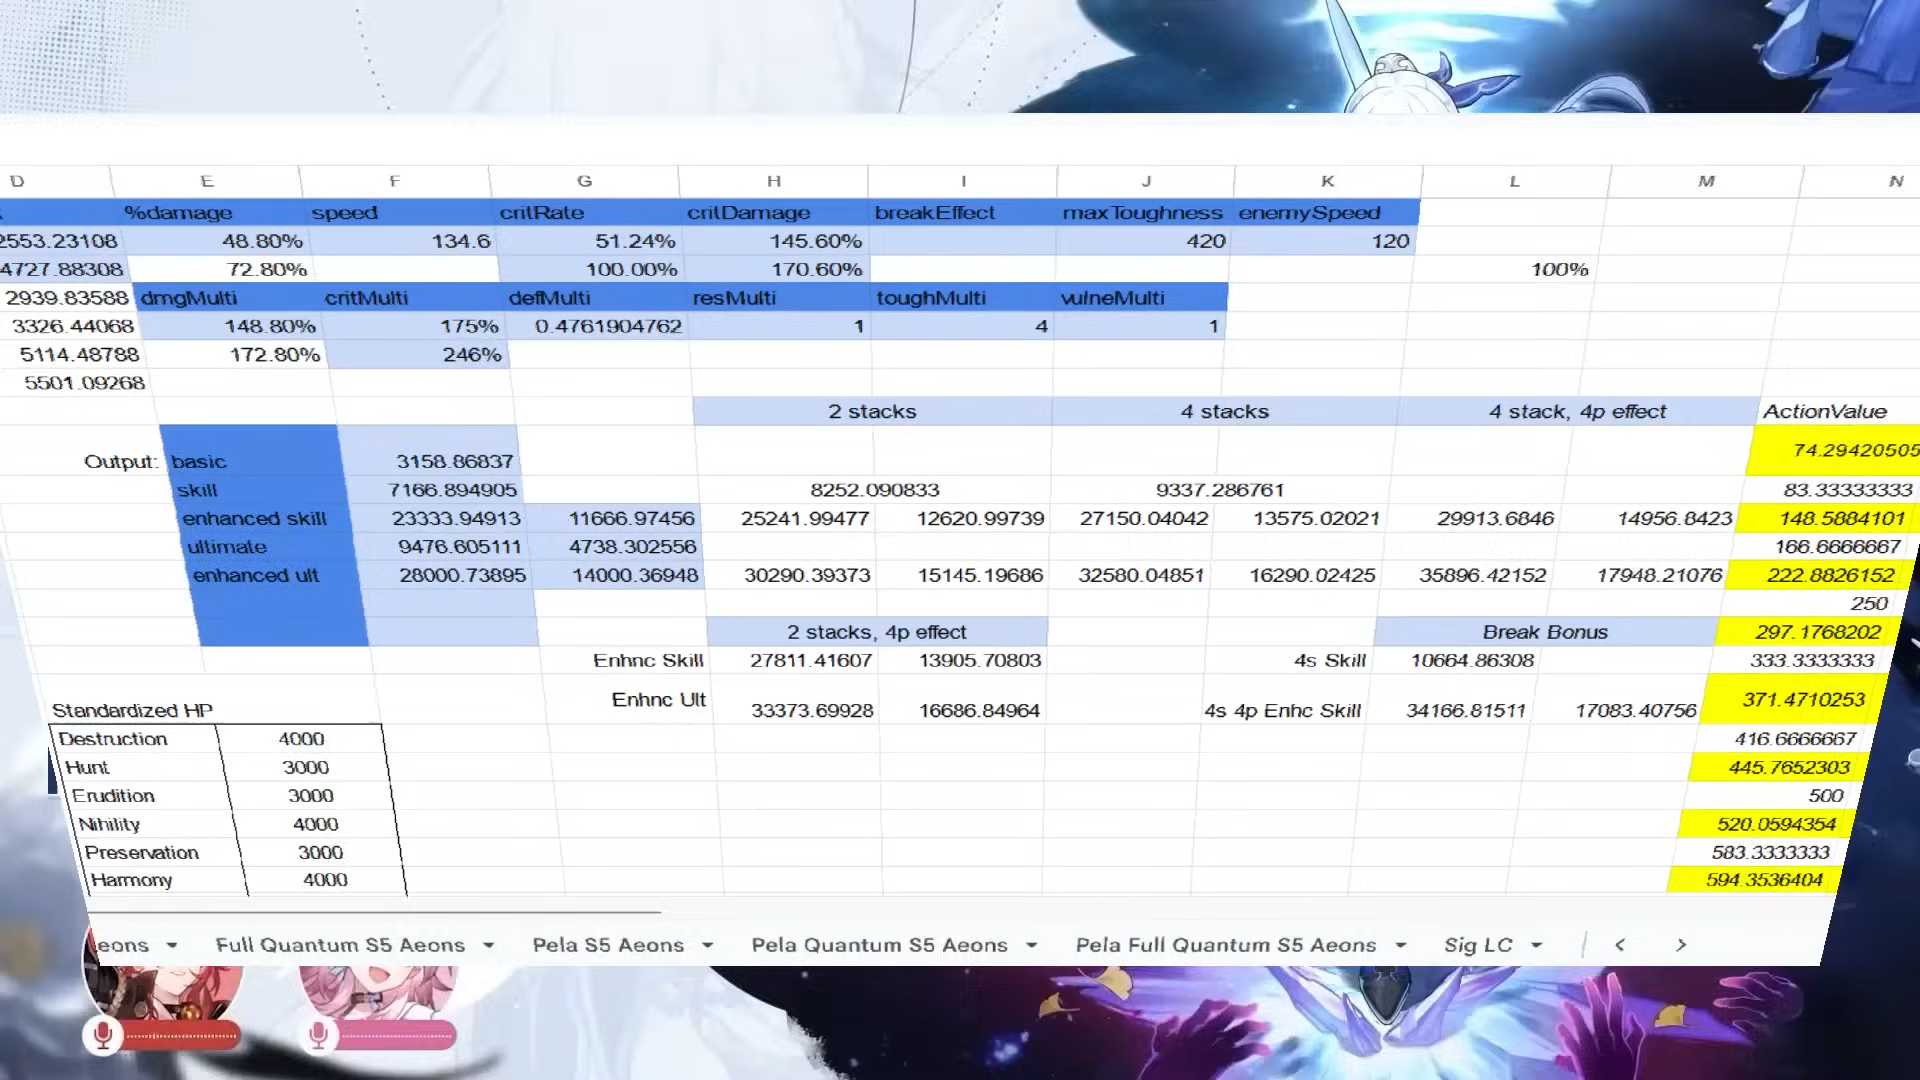 D E F G H I J K L M N
%damage speed critRate critDamage breakEffect maxToughness enemySpeed
2553.23108 48.80% 134.6 51.24% 145.60% 420 120
4727.88308 72.80% 100.00% 170.60% 100%
2939.83588 dmgMulti critMulti defMulti resMulti toughMulti vulneMulti
3326.44068 148.80% 175% 0.4761904762 1 4 1
5114.48788 172.80% 246%
5501.09268
2 stacks 4 stacks 4 stack, 4p effect ActionValue
Output: basic 3158.86837 74.29420505
skill 7166.894905 8252.090833 9337.286761 83.33333333
enhanced skill 23333.94913 11666.97456 25241.99477 12620.99739 27150.04042 13575.02021 29913.6846 14956.8423 148.5884101
ultimate 9476.605111 4738.302556 166.6666667
enhanced ult 28000.73895 14000.36948 30290.39373 15145.19686 32580.04851 16290.02425 35896.42152 17948.21076 222.8826152
250
2 stacks, 4p effect Break Bonus 297.1768202
Enhnc Skill 27811.41607 13905.70803 4s Skill 10664.86308 333.3333333
Enhnc Ult 33373.69928 16686.84964 4s 4p Enhc Skill 34166.81511 17083.40756 371.4710253
Standardized HP
Destruction 4000 416.6666667
Hunt 3000 445.7652303
Erudition 3000 500
Nihility 4000 520.0594354
Preservation 3000 583.3333333
Harmony 4000 594.3536404
eons Full Quantum S5 Aeons Pela S5 Aeons Pela Quantum S5 Aeons Pela Full Quantum S5 Aeons Sig LC